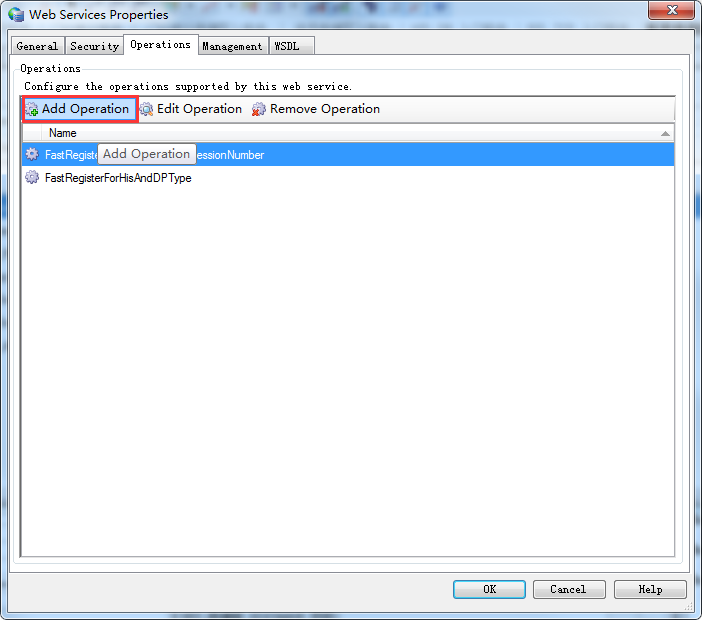 Web Services Properties
General Security Operations Management WSDL
Operations
Configure the operations supported by this web service.
Add Operation Edit Operation Remove Operation
Name
FastRegiste essionNumber
Add Operation
FastRegisterForHisAndDPType
OK Cancel Help